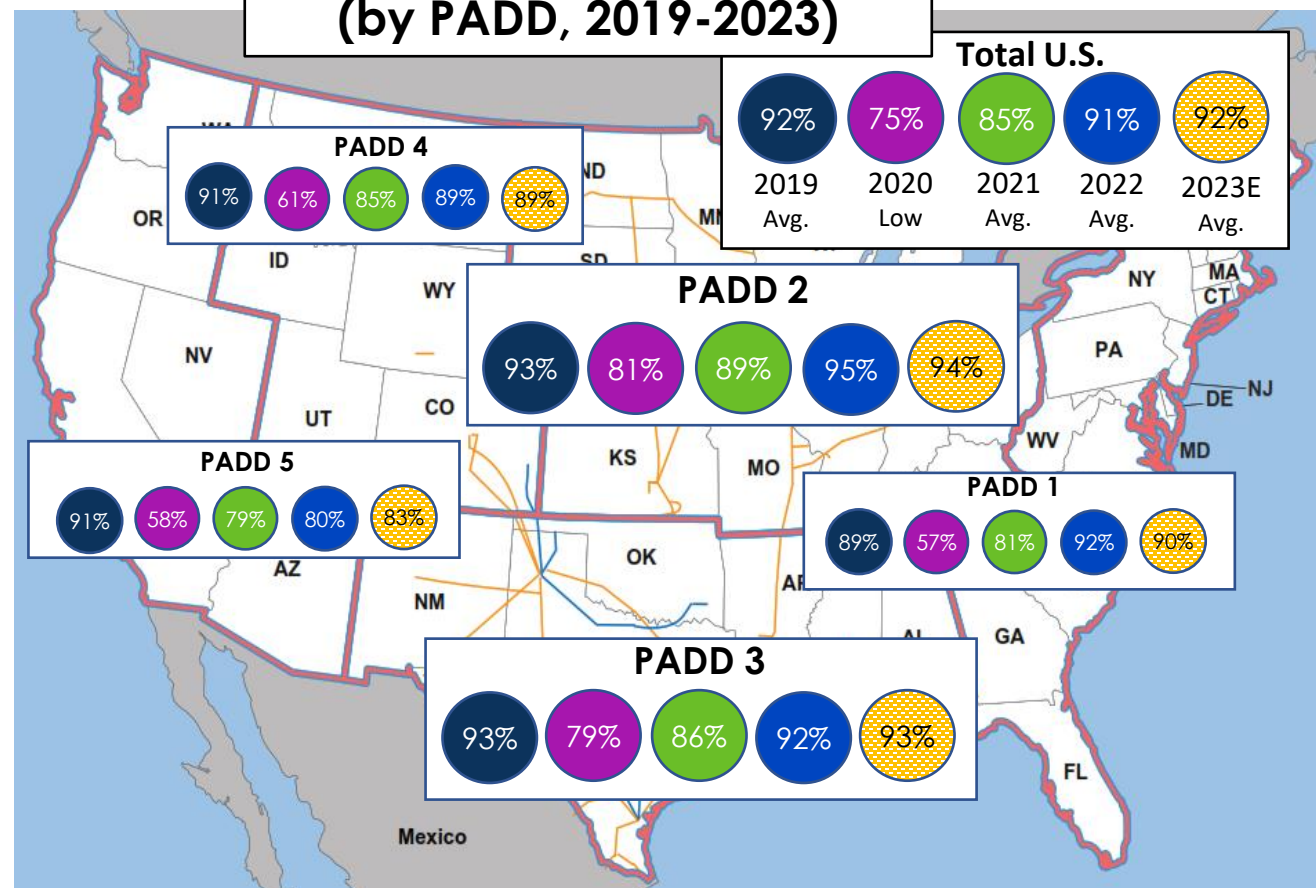 (by PADD, 2019-2023)
Total U.S.
92% 75% 85% 91% 92%
2019 2020 2021 2022 2023E
Avg. Low Avg. Avg. Avg.
PADD 4
91% 61% 85% 89% 89%
ND
OR
ID
SD
WY
PADD 2
93% 81% 89% 95% 94%
NY
MA
CT
PA
NJ
DE
NV
UT
CO
KS
MO
WV
MD
PADD 5
91% 58% 79% 80% 83%
PADD 1
89% 57% 81% 92% 90%
AZ
NM
OK
GA
PADD 3
93% 79% 86% 92% 93%
FL
Mexico